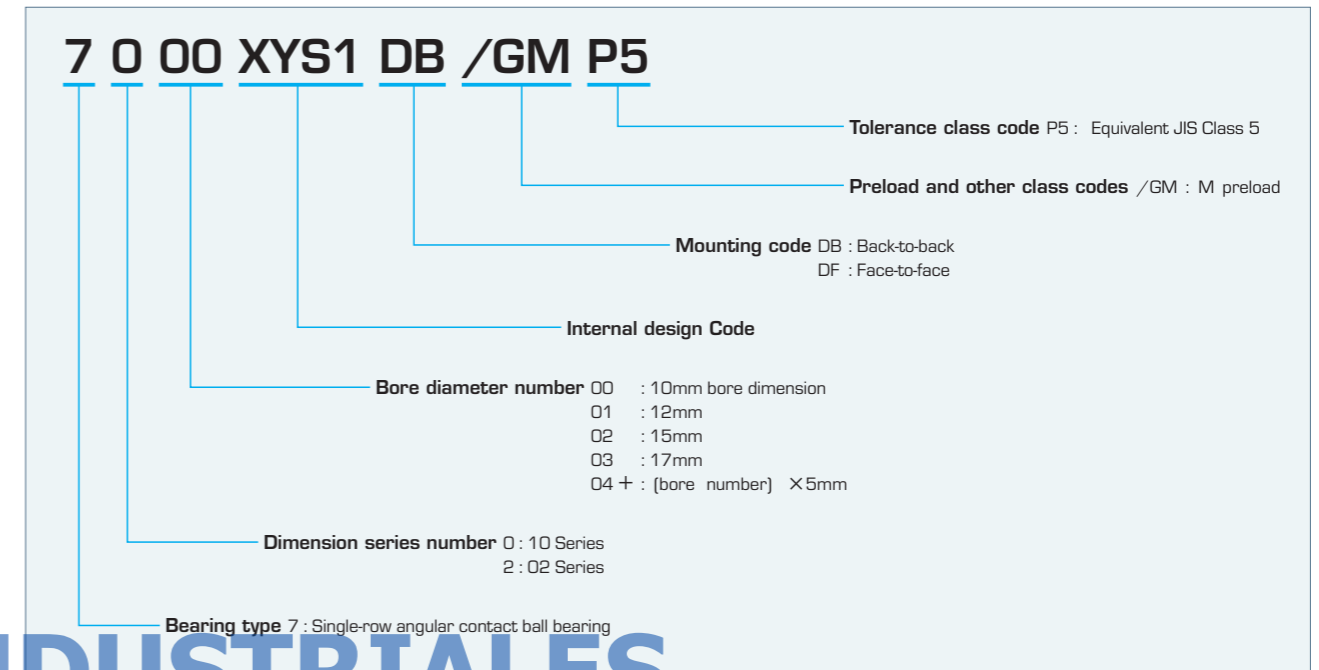 7 0 00 XYS1 DB /GM P5
Tolerance class code P5 : Equivalent JIS Class 5
Preload and other class codes /GM : M preload
Mounting code DB : Back-to-back
DF : Face-to-face
Internal design Code
Bore diameter number 00 : 10mm bore dimension
01 : 12mm
02 : 15mm
03 : 17mm
04 + : (bore number) ×5mm
Dimension series number 0 : 10 Series
2 : 02 Series
Bearing type 7 : Single-row angular contact ball bearing
NDUSTRIALES